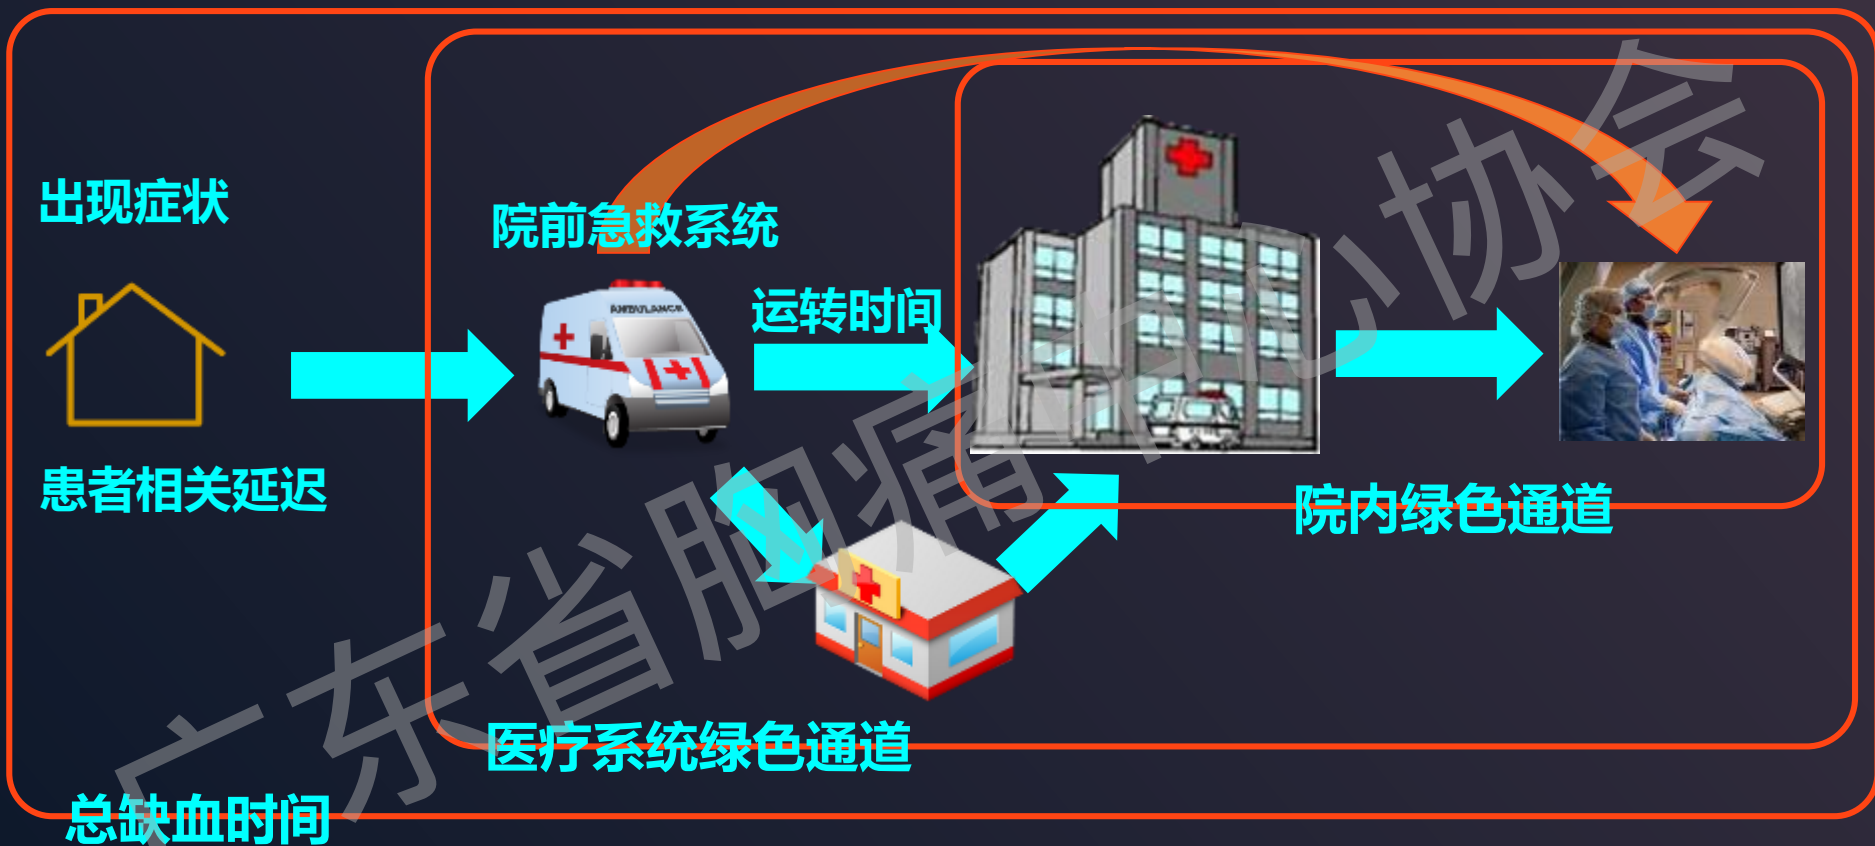 出现症状
院前急救系统
AMBULANCE
运转时间
患者相关延迟
院内绿色通道
医疗系统绿色通道
总缺血时间
广东省胸痛中心协会